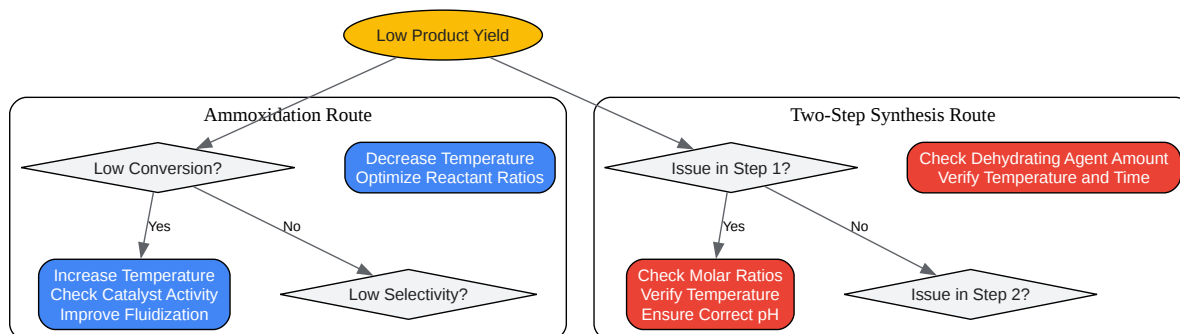 Low Product Yield
Ammoxidation Route
Low Conversion?
Decrease Temperature
Optimize Reactant Ratios
Yes
No
Increase Temperature
Check Catalyst Activity
Improve Fluidization
Low Selectivity?
Two-Step Synthesis Route
Issue in Step 1?
Check Dehydrating Agent Amount
Verify Temperature and Time
Yes
No
Check Molar Ratios
Verify Temperature
Ensure Correct pH
Issue in Step 2?